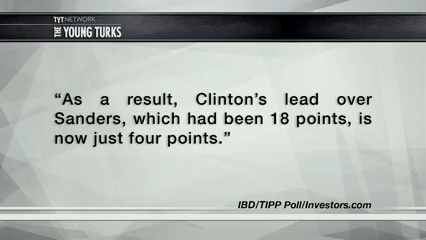 TYT NETWORK
THE YOUNG TURKS
“As a result, Clinton’s lead over
Sanders, which had been 18 points, is
now just four points.”
IBD/TIPP Poll/Investors.com